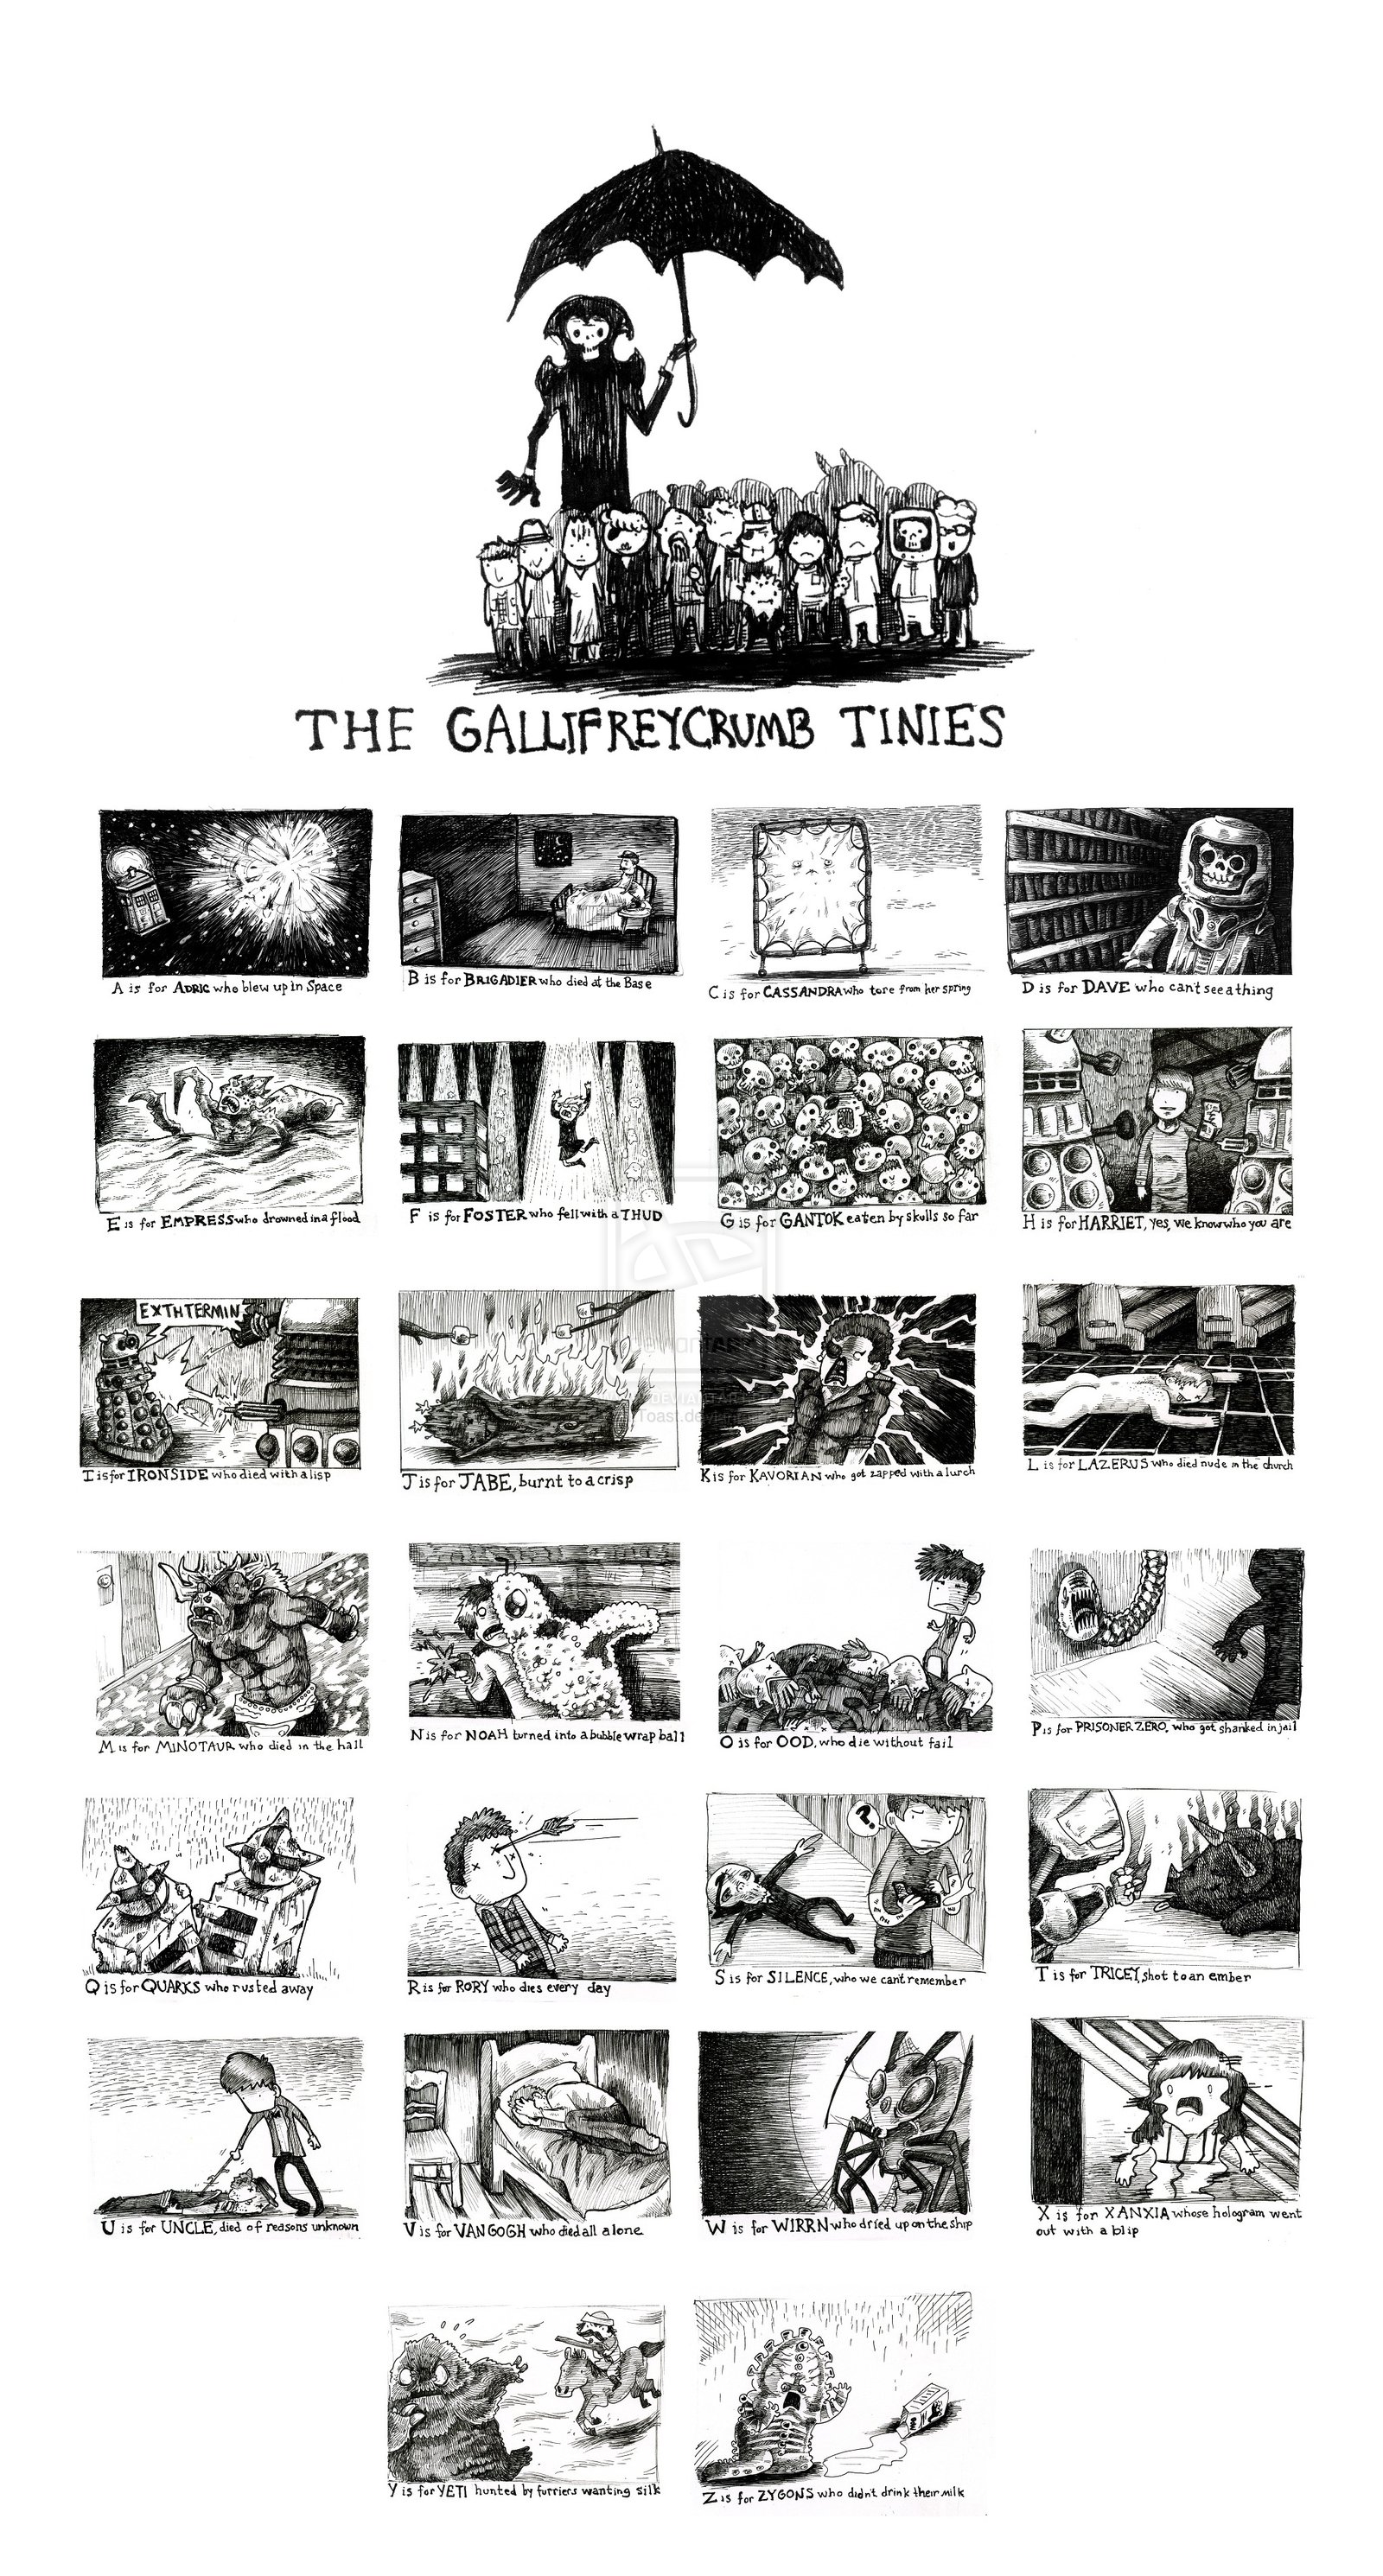 THE GALLIFREYCRUMB TINIES
A is for ADRIC who blew up in Space
B is for BRIGADIER who died at the Base
C is for CASSANDRA who tore from her spring
D is for DAVE who can't see a thing
E is for EMPRESS who drowned in a flood
F is for FOSTER who fell with a THUD
G is for GANTOK eaten by skulls so far
H is for HARRIET, yes, we know who you are
EXTHTERMIN
I is for IRONSIDE who died with a lisp
J is for JABE, burnt to a crisp
K is for KAVORIAN who got zapped with a lurch
L is for LAZERUS who died nude in the church
M is for MINOTAUR who died in the hall
N is for NOAH turned into a bubble wrap ball
O is for OOD, who die without fail
P is for PRISONER ZERO, who got shanked in jail
Q is for QUARKS who rusted away
R is for RORY who dies every day
?
S is for SILENCE, who we can't remember
T is for TRICEY, shot to an ember
U is for UNCLE, died of reasons unknown
V is for VAN GOGH who died all alone
W is for WIRRN who dried up on the ship
X is for XANXIA whose hologram went
out with a blip
Y is for YETI hunted by furriers wanting silk
Z is for ZYGONS who didn't drink their milk